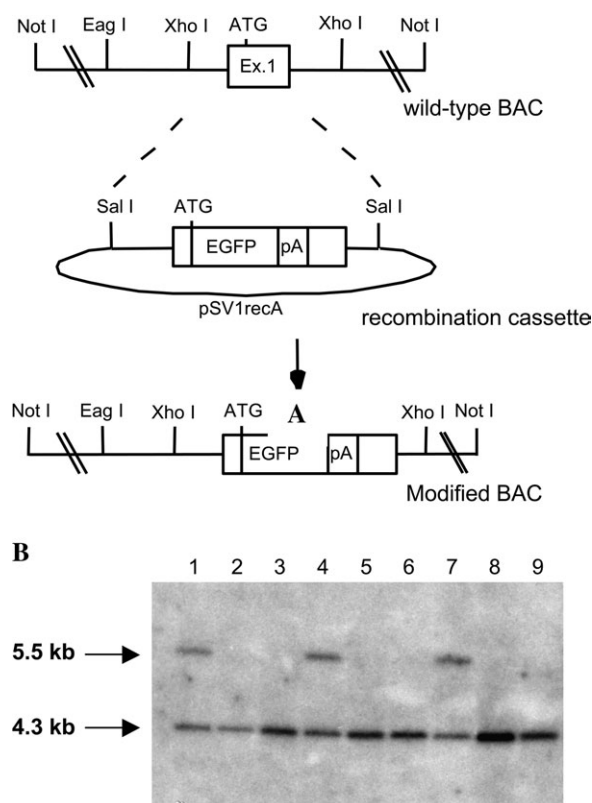 Not I Eag I Xho I ATG Xho I Not I
Ex.1
wild-type BAC
Sal I ATG Sal I
EGFP pA
pSV1recA
recombination cassette
A
Not I Eag I Xho I ATG Xho I Not I
EGFP pA
Modified BAC
B
1 2 3 4 5 6 7 8 9
5.5 kb
4.3 kb